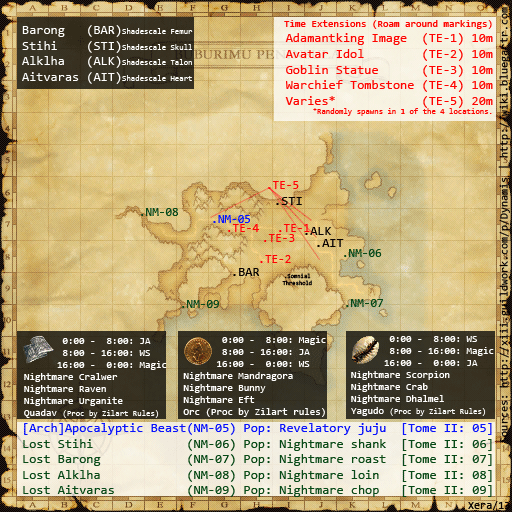 Barong (BAR)Shadescale Femur
Stihi (STI)Shadescale Skull
Alklha (ALK)Shadescale Talon
Aitvaras (AIT)Shadescale Heart
Time Extensions (Roam around markings)
Adamantking Image (TE-1) 10m
Avatar Idol (TE-2) 10m
Goblin Statue (TE-3) 10m
Warchief Tombstone (TE-4) 10m
Varies* (TE-5) 20m
*Randomly spawns in 1 of the 4 locations.
BURIMU PEN
TE-5
STI
NM-08
NM-05
TE-4
TE-1
ALK
TE-3
AIT
NM-06
TE-2
BAR
Somnial
Threshold
NM-09
NM-07
0:00 - 8:00: JA
8:00 - 16:00: WS
16:00 - 0:00: Magic
Nightmare Cralwer
Nightmare Raven
Nightmare Urganite
Quadav (Proc by Zilart Rules)
0:00 - 8:00: Magic
8:00 - 16:00: JA
16:00 - 0:00: WS
Nightmare Mandragora
Nightmare Bunny
Nightmare Eft
Orc (Proc by Zilart rules)
0:00 - 8:00: WS
8:00 - 16:00: Magic
16:00 - 0:00: JA
Nightmare Scorpion
Nightmare Crab
Nightmare Dhalmel
Yagudo (Proc by Zilart Rules)
[Arch]Apocalyptic Beast(NM-05) Pop: Revelatory juju [Tome II: 05]
Lost Stihi (NM-06) Pop: Nightmare shank [Tome II: 06]
Lost Barong (NM-07) Pop: Nightmare roast [Tome II: 07]
Lost Alklha (NM-08) Pop: Nightmare loin [Tome II: 08]
Lost Aitvaras (NM-09) Pop: Nightmare chop [Tome II: 09]